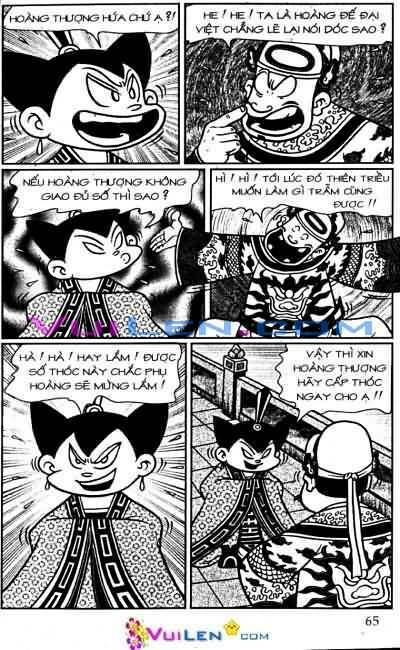 HOÀNG THƯỢNG HỨA CHỨ Ạ ?!
HE ! HE ! TA LÀ HOÀNG ĐẾ ĐẠI
VIỆT CHẲNG LẼ LẠI NÓI DÓC SAO ?
NẾU HOÀNG THƯỢNG KHÔNG
GIAO ĐỦ SỐ THÌ SAO ?
HÌ ! HÌ ! TỚI LÚC ĐÓ THIÊN TRIỀU
MUỐN LÀM GÌ TRẪM CŨNG
ĐƯỢC !!
VUILEN.COM
HÀ ! HÀ ! HAY LẮM ! ĐƯỢC
SỐ THÓC NÀY CHẮC PHỤ
HOÀNG SẼ MỪNG LẮM !
VẬY THÌ XIN
HOÀNG THƯỢNG
HÃY CẤP THÓC
NGAY CHO Ạ !!
65
VUILEN.COM